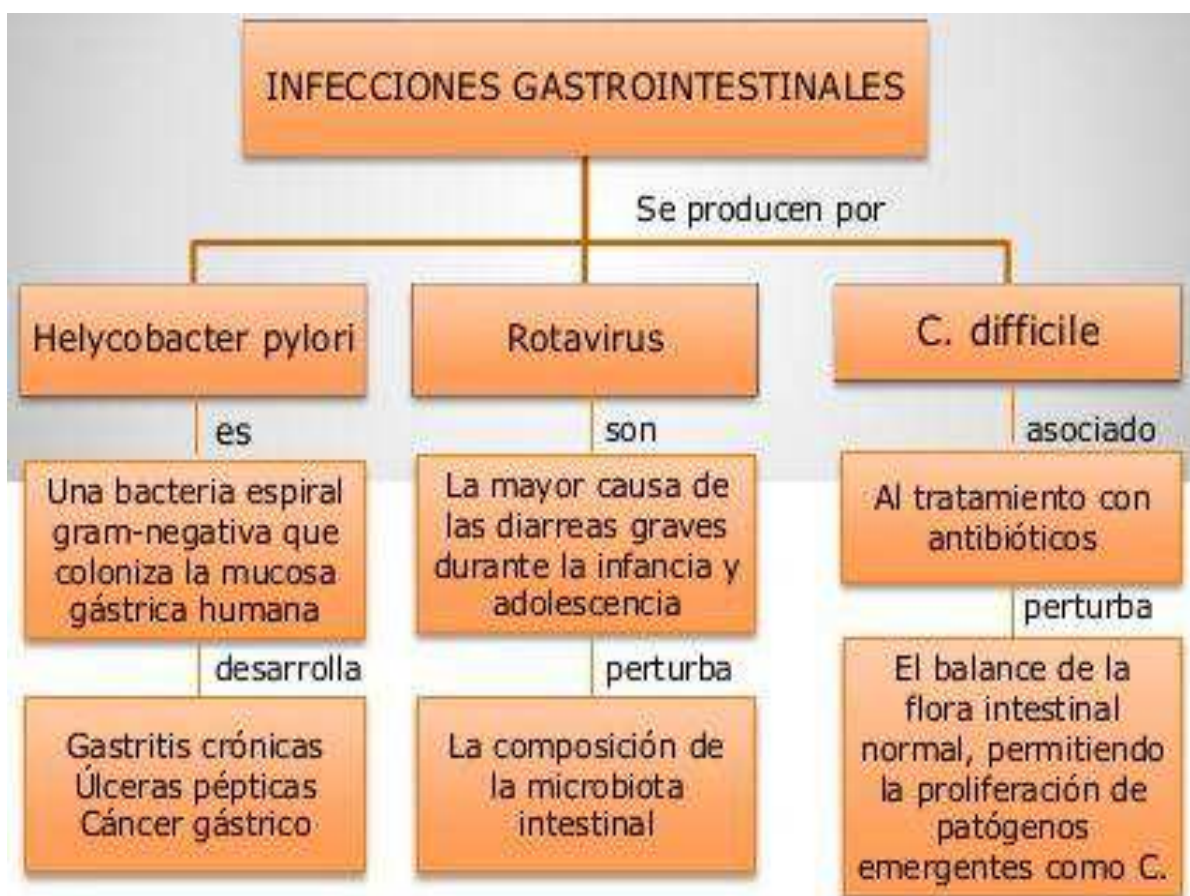 INFECCIONES GASTROINTESTINALES
Se producen por
Helycobacter pylori
Rotavirus
C. difficile
es
son
asociado
Una bacteria espiral
gram-negativa que
coloniza la mucosa
gástrica humana
La mayor causa de
las diarreas graves
durante la infancia y
adolescencia
Al tratamiento con
antibióticos
desarrolla
perturba
perturba
Gastritis crónicas
Úlceras pépticas
Cáncer gástrico
La composición de
la microbiota
intestinal
El balance de la
flora intestinal
normal, permitiendo
la proliferación de
patógenos
emergentes como C.